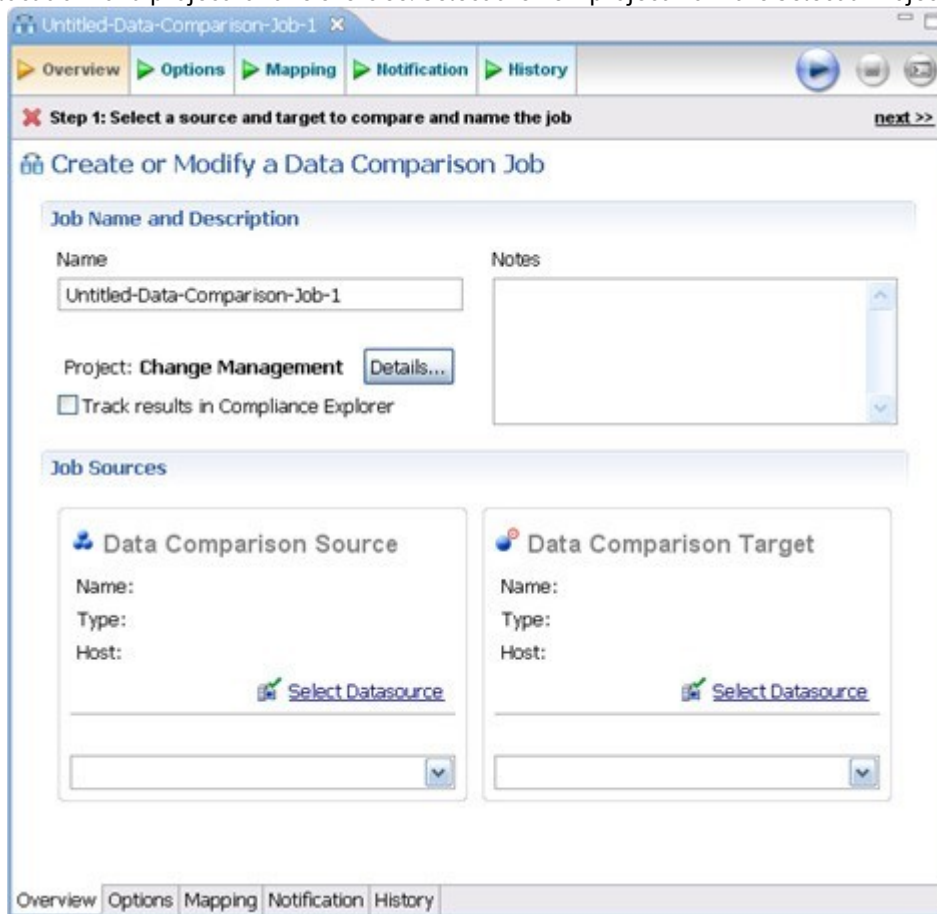 Untitled-Data-Comparison-Job-1
Overview Options Mapping Notification History
Step 1: Select a source and target to compare and name the job next >>
Create or Modify a Data Comparison Job
Job Name and Description
Name Notes
Untitled-Data-Comparison-Job-1
Project: Change Management Details...
Track results in Compliance Explorer
Job Sources
Data Comparison Source Data Comparison Target
Name: Name:
Type: Type:
Host: Host:
Select Datasource Select Datasource
Overview Options Mapping Notification History